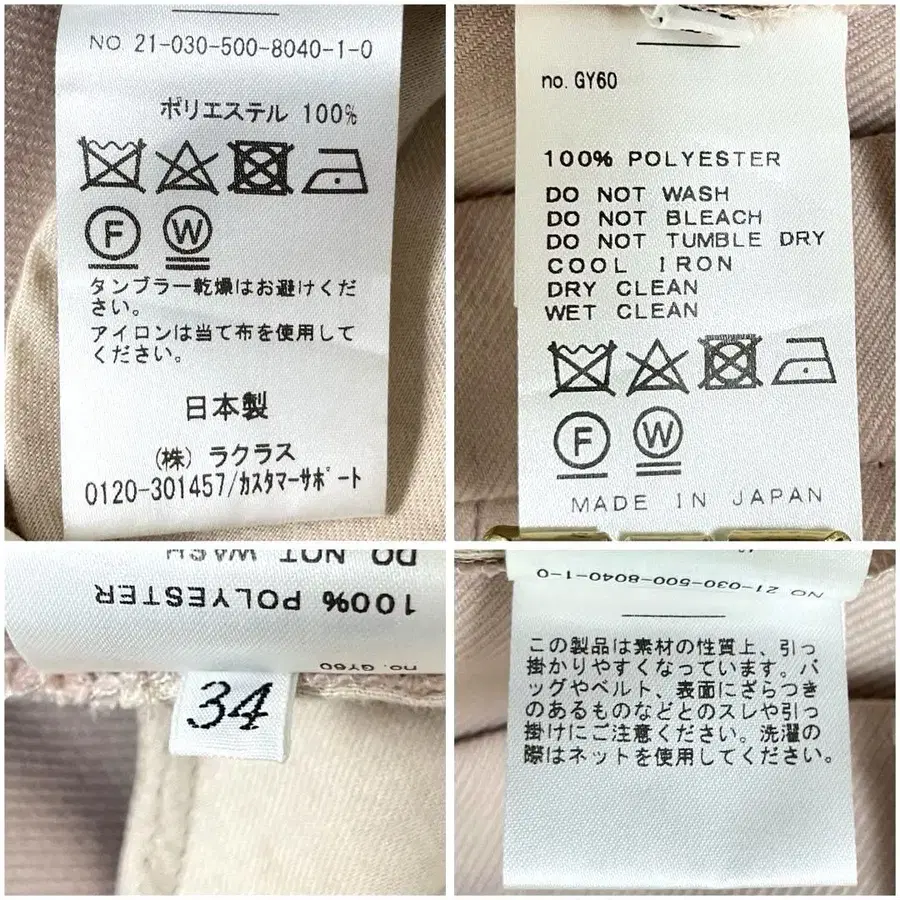 NO 21-030-500-8040-1-0
ポリエステル 100%
F W
タンブラー乾燥はお避けくだ
さい。
アイロンは当て布を使用して
ください。
日本製
(株) ラクラス
0120-301457/カスタマーサポート
no. GY60
100% POLYESTER
DO NOT WASH
DO NOT BLEACH
DO NOT TUMBLE DRY
COOL IRON
DRY CLEAN
WET CLEAN
F W
MADE IN JAPAN
DO NOT WASH
100% POLYESTER
no. GY60
34
NO 21-030-500-8040-1-0
この製品は素材の性質上、引っ
掛かりやすくなっています。バ
ッグやベルト、表面にざらつき
のあるものなどとのスレや引っ
掛けにご注意ください。洗濯の
際はネットを使用してください。